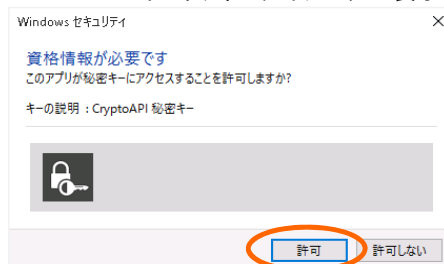 Windows セキュリティ
資格情報が必要です
このアプリが秘密キーにアクセスすることを許可しますか?
キーの説明 : CryptoAPI 秘密キー
許可 許可しない